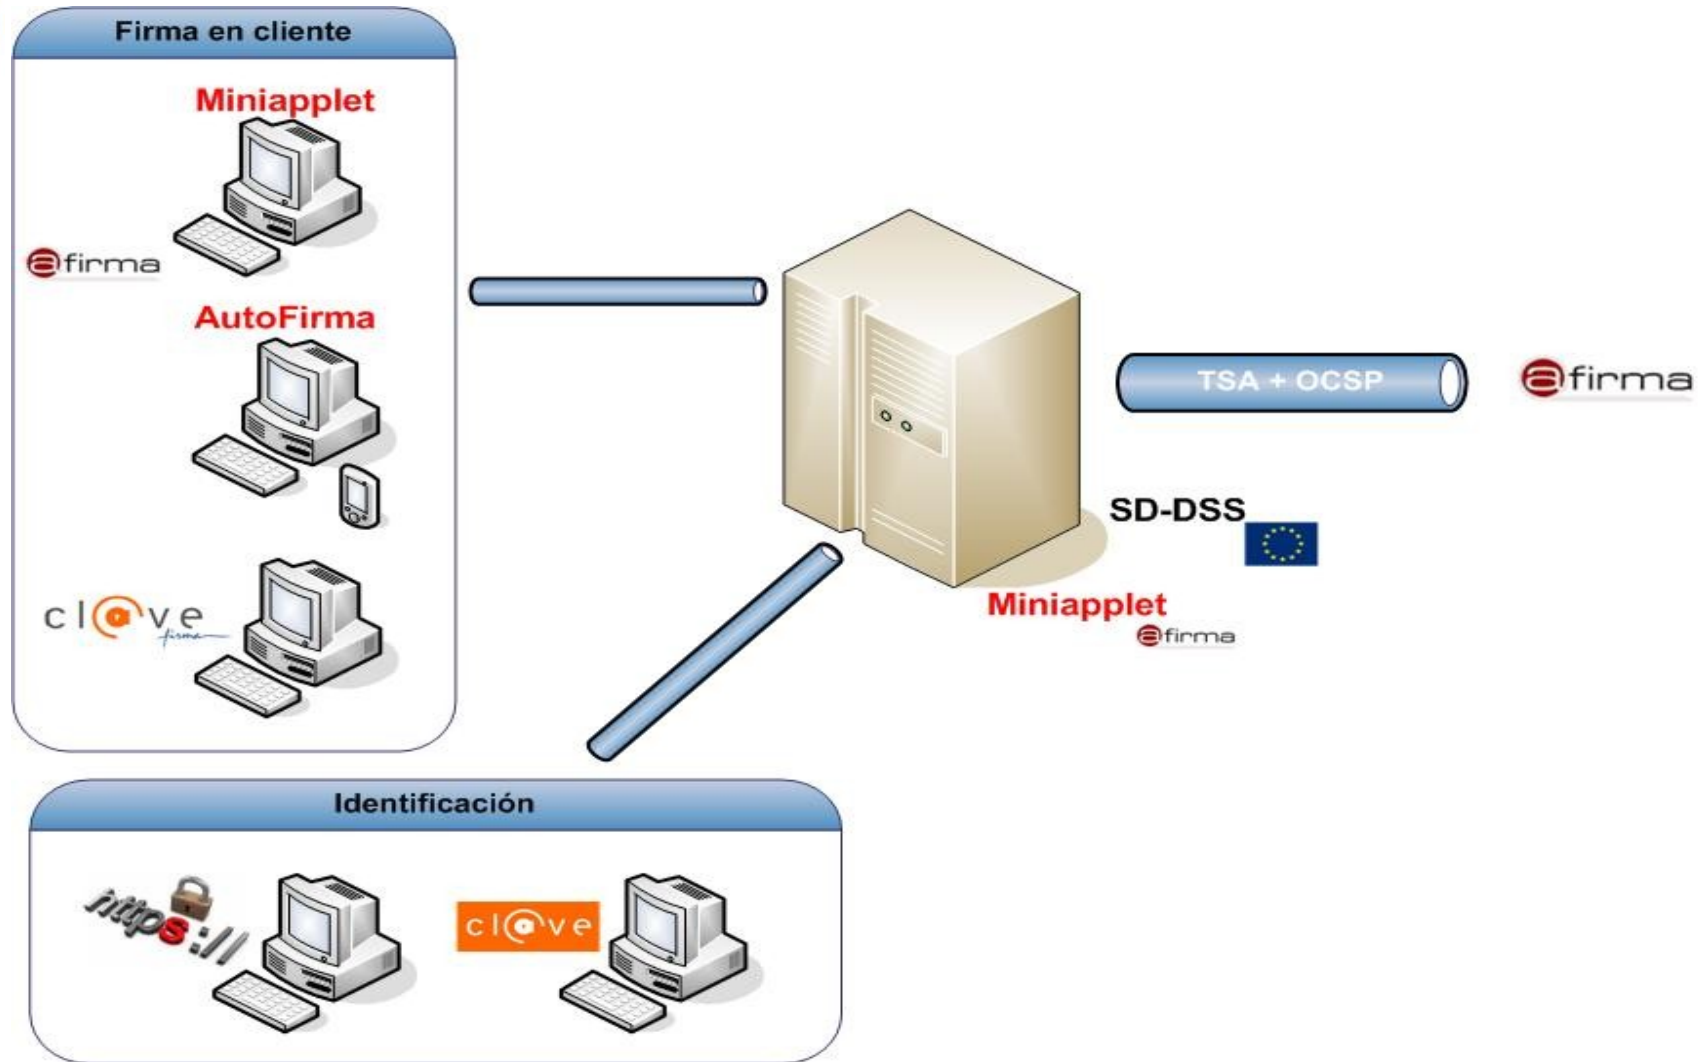 Firma en cliente
Miniapplet
@firma
AutoFirma
cl@ve
firma
TSA + OCSP
@firma
SD-DSS
Miniapplet
@firma
Identificación
https://
cl@ve